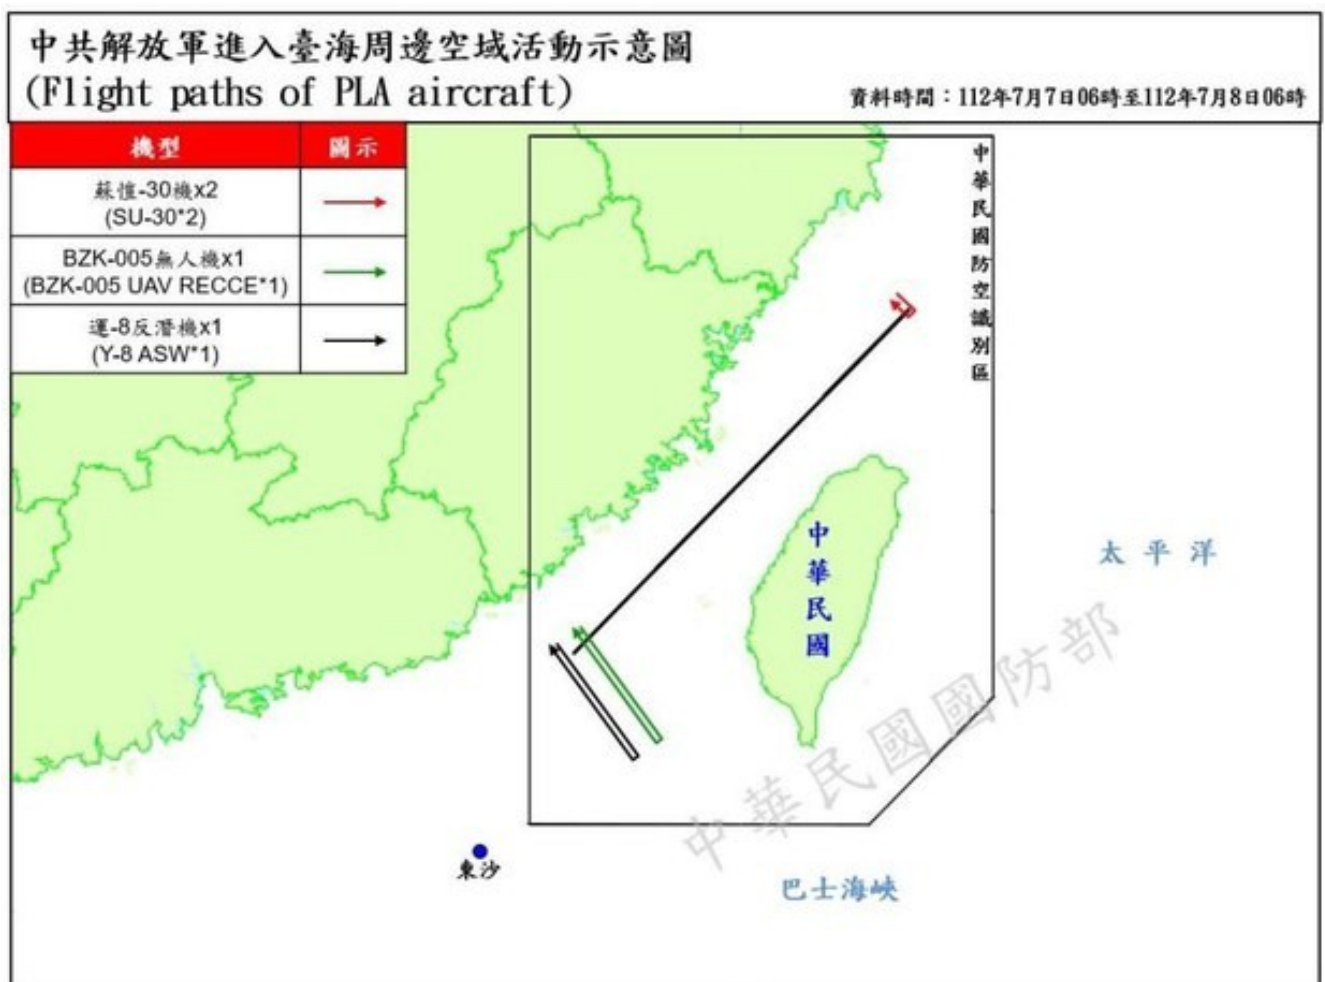 中共解放軍進入臺海周邊空域活動示意圖
(Flight paths of PLA aircraft)
資料時間：112年7月7日06時至112年7月8日06時
機型 圖示
蘇愷-30機x2
(SU-30*2)
BZK-005無人機x1
(BZK-005 UAV RECCE*1)
運-8反潛機x1
(Y-8 ASW*1)
中華民國防空識別區
中華民國
太平洋
中華民國國防部
東沙
巴士海峽